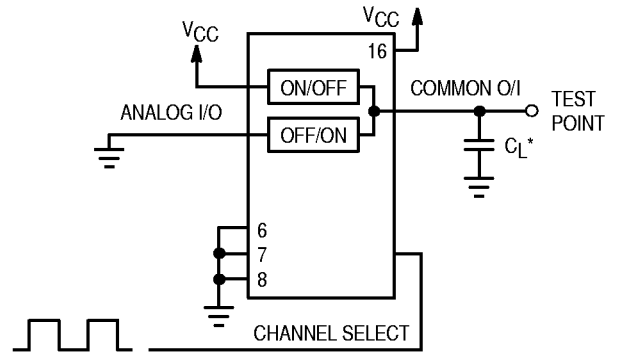 VCC
VCC
16
ON/OFF
COMMON O/I
ANALOG I/O
OFF/ON
TEST
POINT
CL*
6
7
8
CHANNEL SELECT